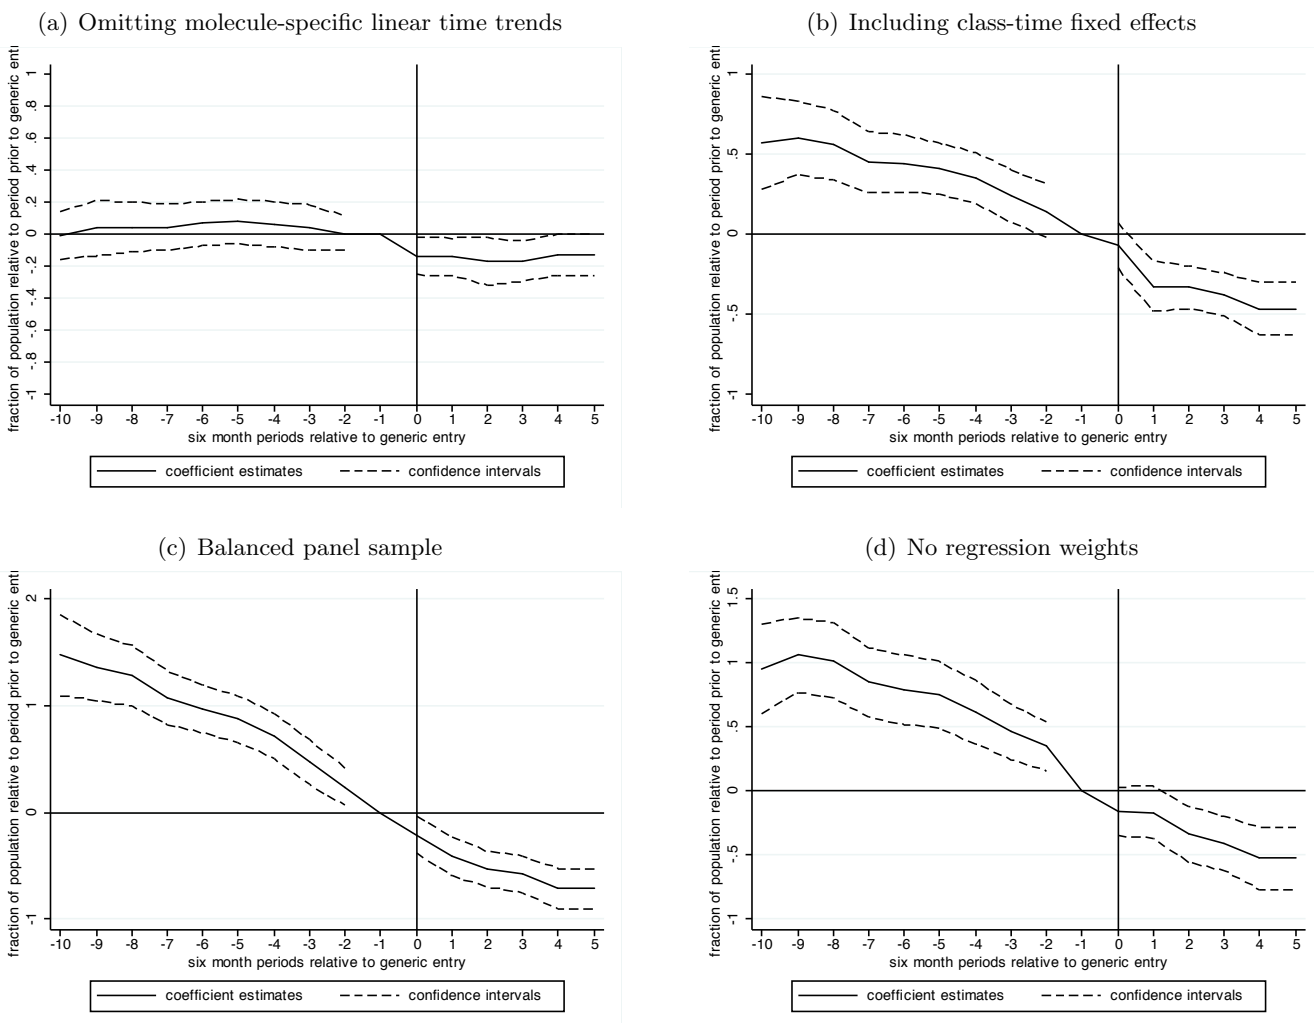 (a) Omitting molecule-specific linear time trends
fraction of population relative to period prior to generic enti
1
.8
.6
.4
.2
0
-.2
-.4
-.6
-.8
-1
-10 -9 -8 -7 -6 -5 -4 -3 -2 -1 0 1 2 3 4 5
six month periods relative to generic entry
coefficient estimates confidence intervals
(b) Including class-time fixed effects
fraction of population relative to period prior to generic enti
1
.5
0
-.5
-1
-10 -9 -8 -7 -6 -5 -4 -3 -2 -1 0 1 2 3 4 5
six month periods relative to generic entry
coefficient estimates confidence intervals
(c) Balanced panel sample
fraction of population relative to period prior to generic enti
2
1
0
-1
-10 -9 -8 -7 -6 -5 -4 -3 -2 -1 0 1 2 3 4 5
six month periods relative to generic entry
coefficient estimates confidence intervals
(d) No regression weights
fraction of population relative to period prior to generic enti
1.5
1
.5
0
-.5
-1
-10 -9 -8 -7 -6 -5 -4 -3 -2 -1 0 1 2 3 4 5
six month periods relative to generic entry
coefficient estimates confidence intervals